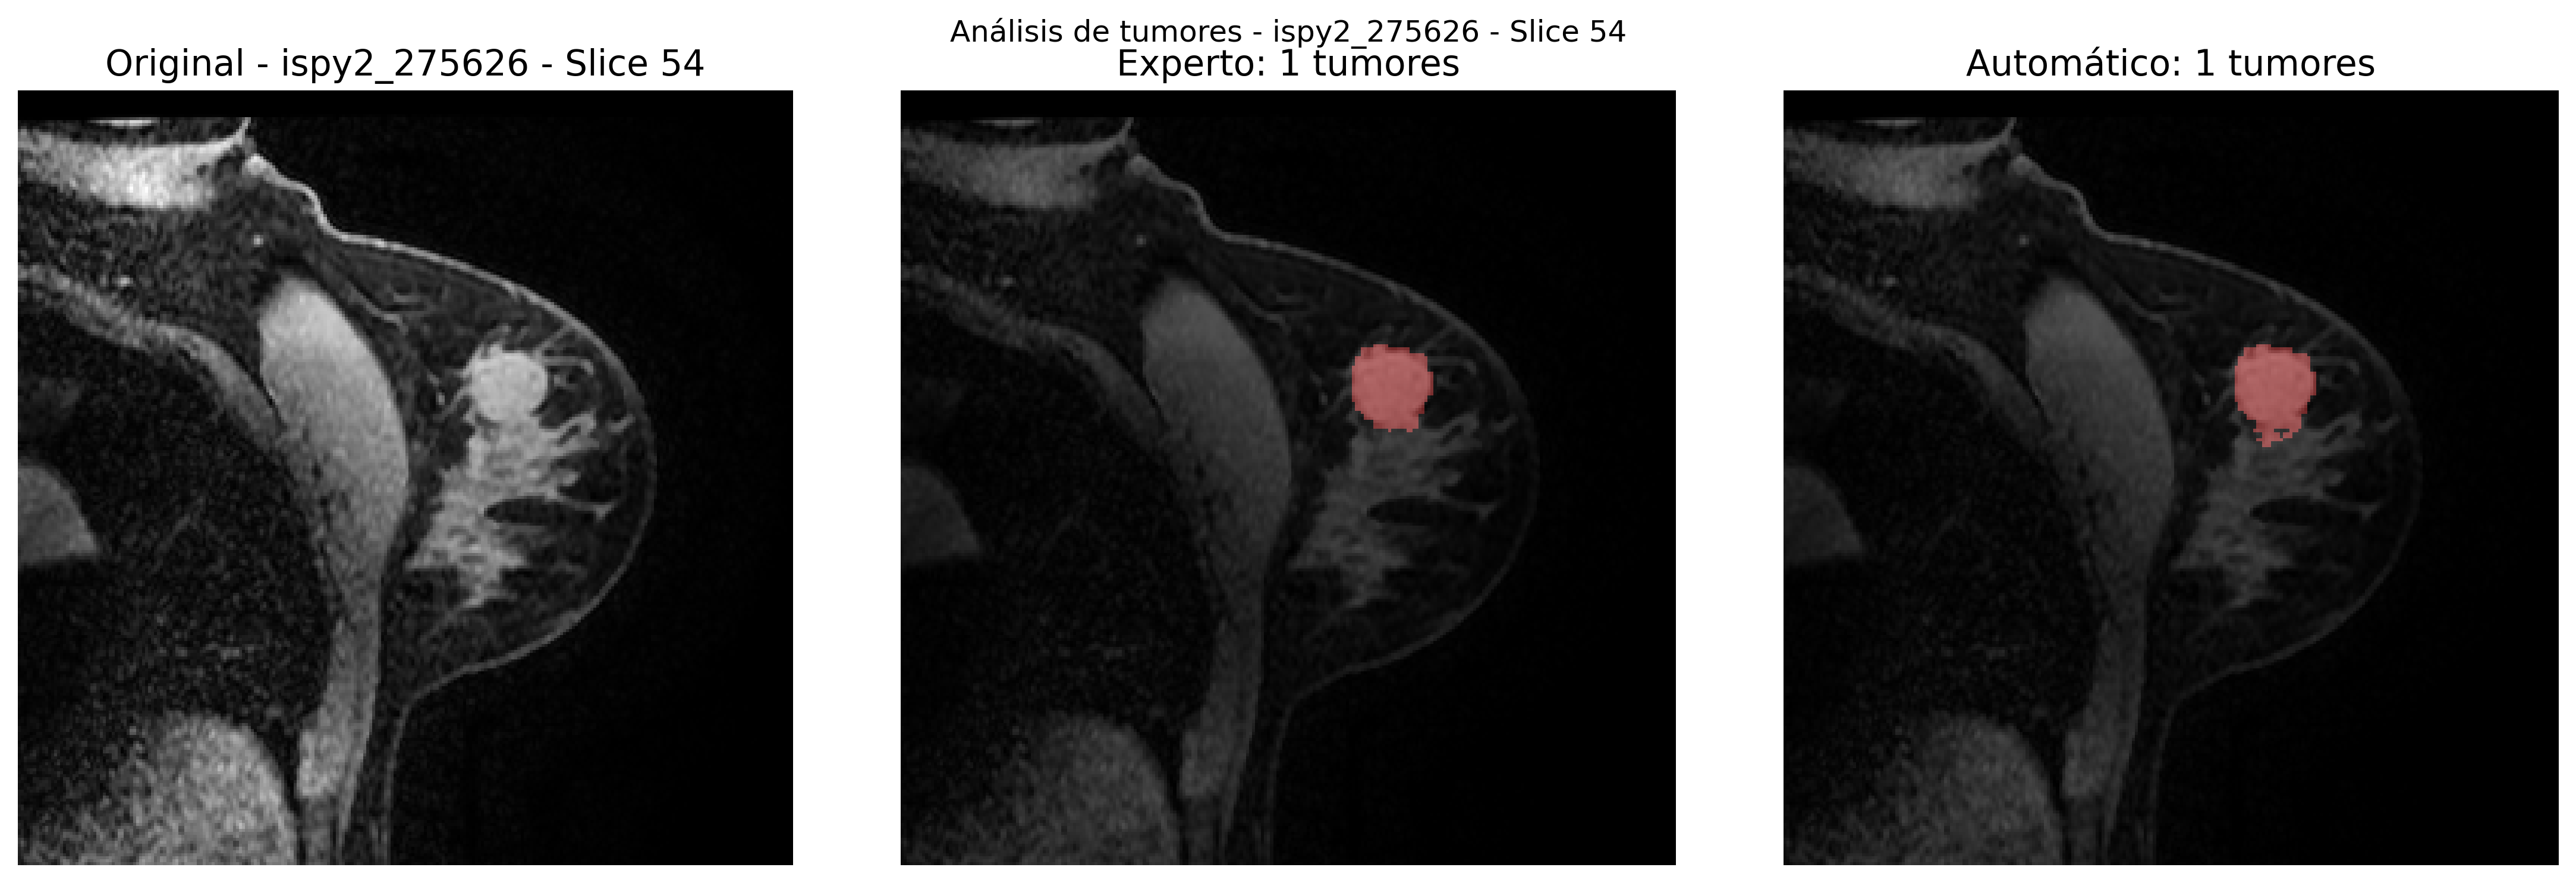 Análisis de tumores - ispy2_275626 - Slice 54
Original - ispy2_275626 - Slice 54
Experto: 1 tumores
Automático: 1 tumores